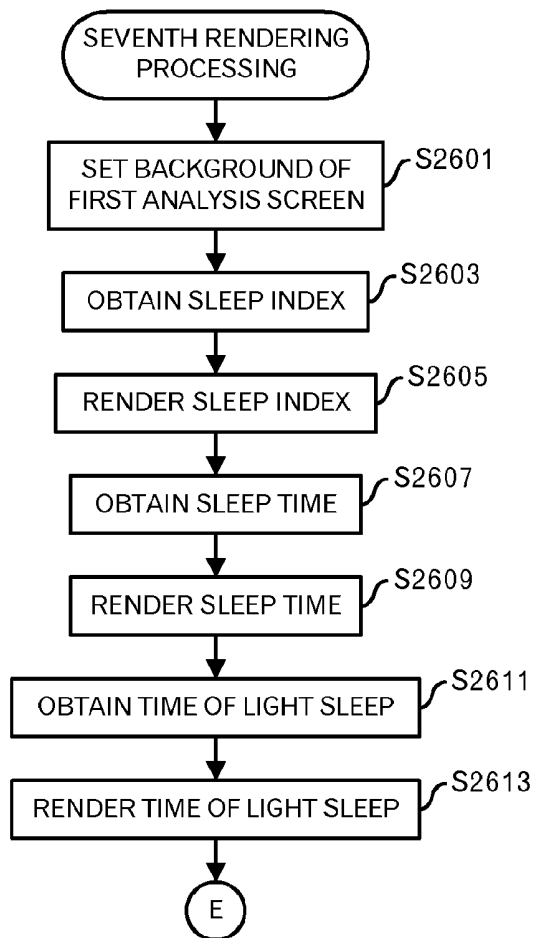 SEVENTH RENDERING
PROCESSING
SET BACKGROUND OF
FIRST ANALYSIS SCREEN
S2601
OBTAIN SLEEP INDEX
S2603
RENDER SLEEP INDEX
S2605
OBTAIN SLEEP TIME
S2607
RENDER SLEEP TIME
S2609
OBTAIN TIME OF LIGHT SLEEP
S2611
RENDER TIME OF LIGHT SLEEP
S2613
E